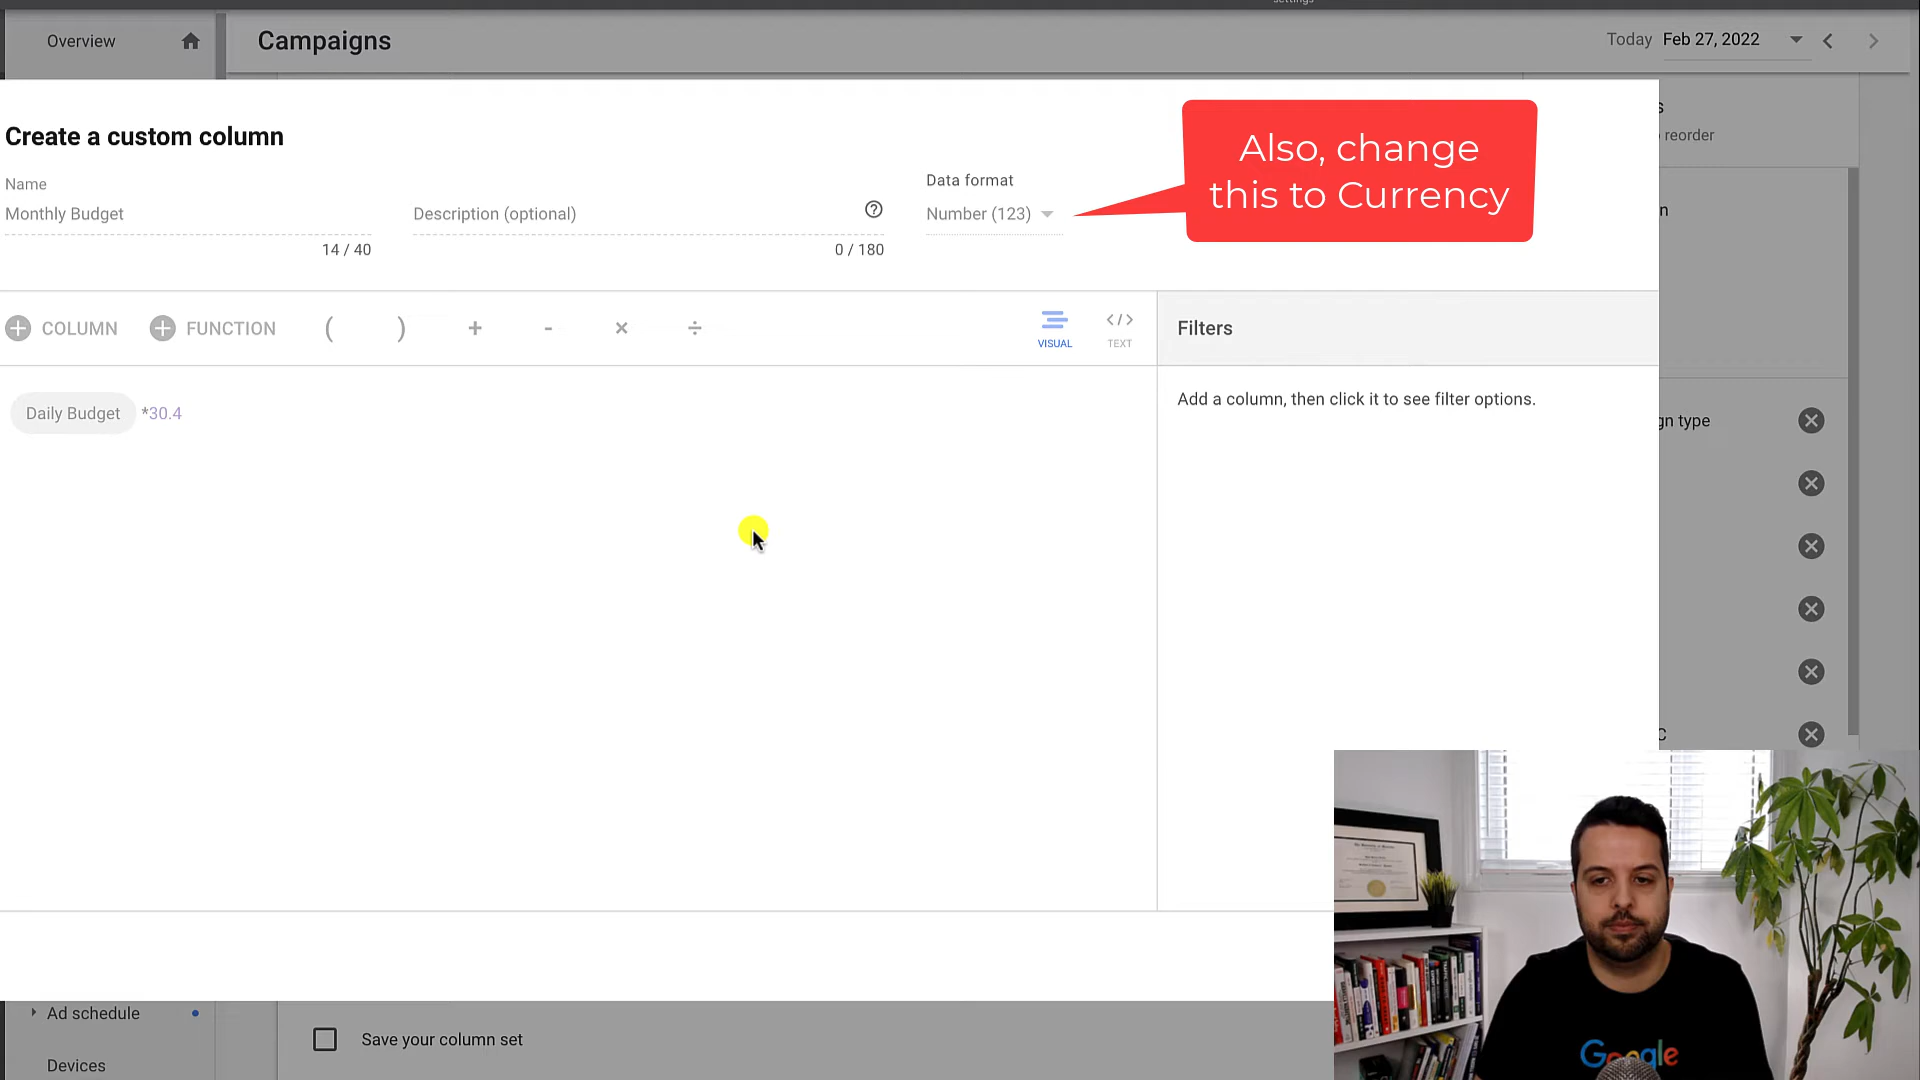 settings
Overview
Campaigns
Today Feb 27, 2022
Create a custom column
Also, change
this to Currency
reorder
Name
Monthly Budget
14 / 40
Description (optional)
0 / 180
Data format
Number (123)
COLUMN
FUNCTION
( ) + - × ÷
VISUAL
</> TEXT
Filters
Daily Budget *30.4
Add a column, then click it to see filter options.
gn type
C
Ad schedule
Save your column set
Devices
Google